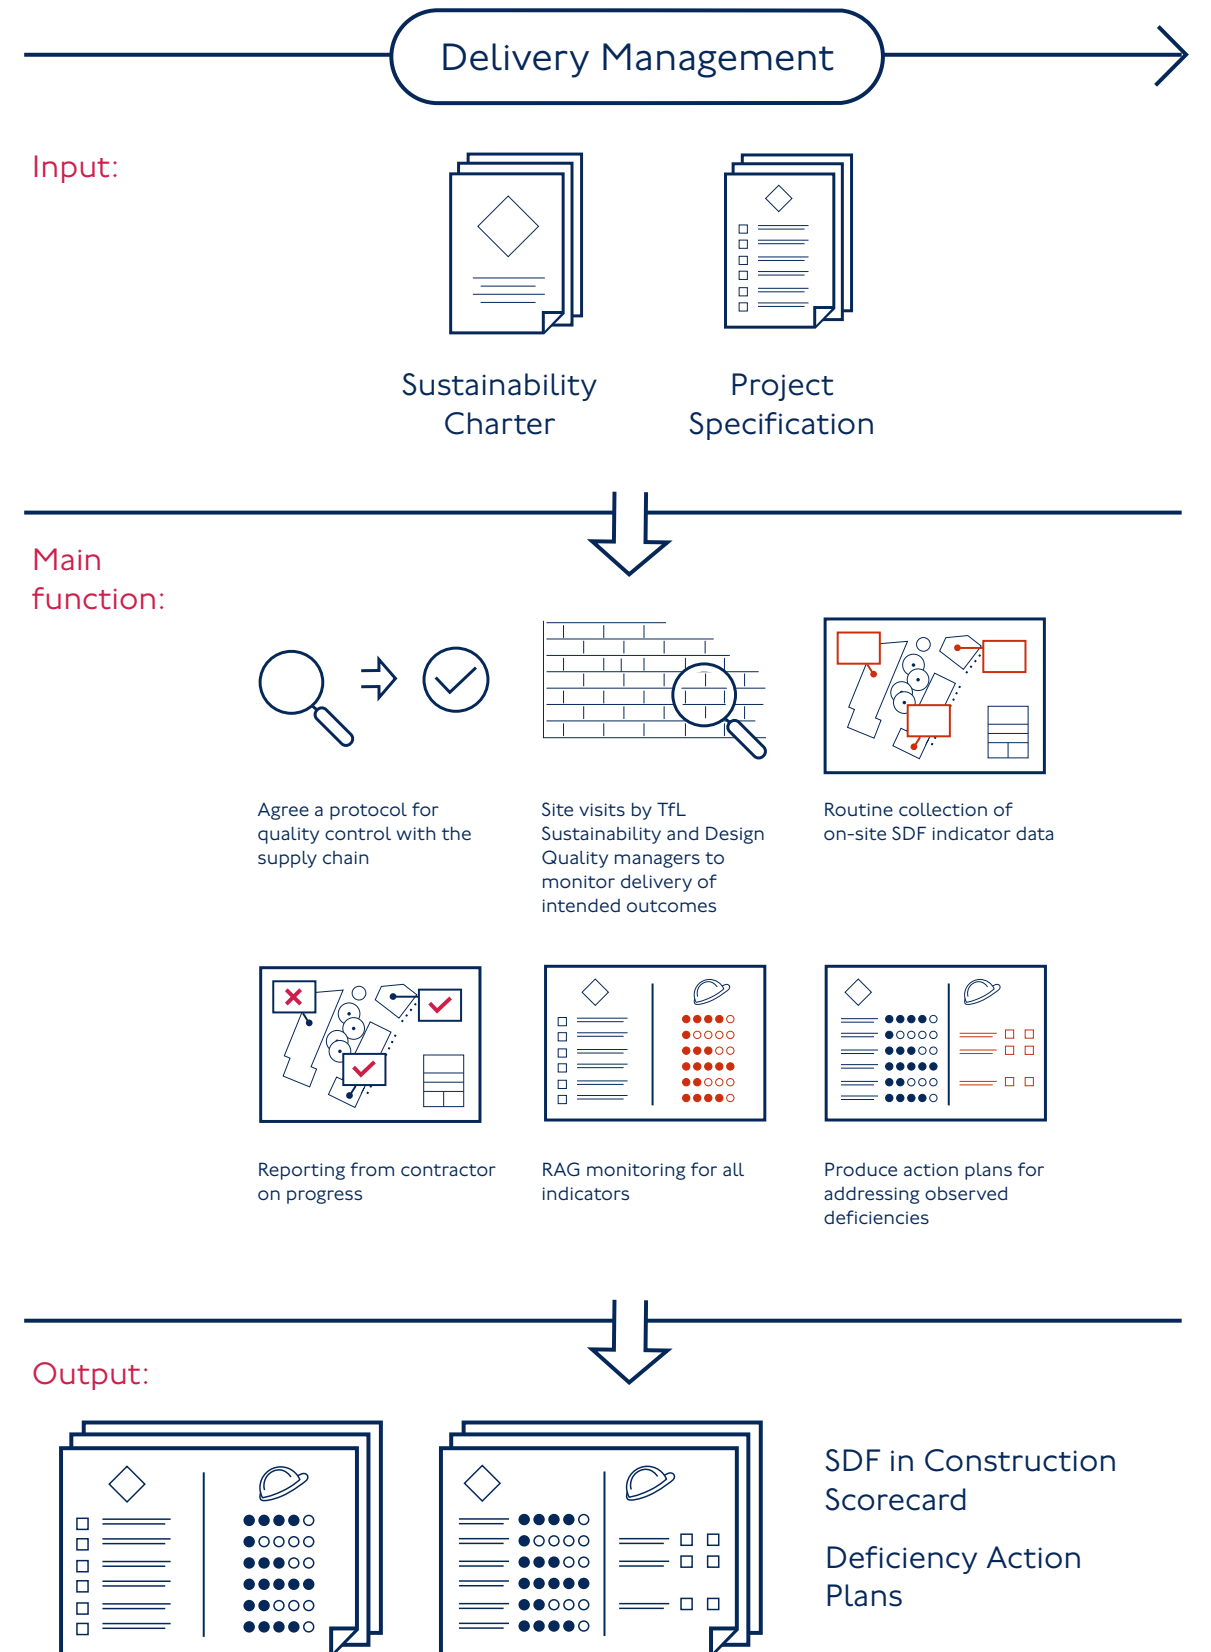 Delivery Management
Input:
Sustainability
Charter
Project
Specification
Main
function:
Agree a protocol for
quality control with the
supply chain
Site visits by TfL
Sustainability and Design
Quality managers to
monitor delivery of
intended outcomes
Routine collection of
on-site SDF indicator data
Reporting from contractor
on progress
RAG monitoring for all
indicators
Produce action plans for
addressing observed
deficiencies
Output:
SDF in Construction
Scorecard
Deficiency Action
Plans